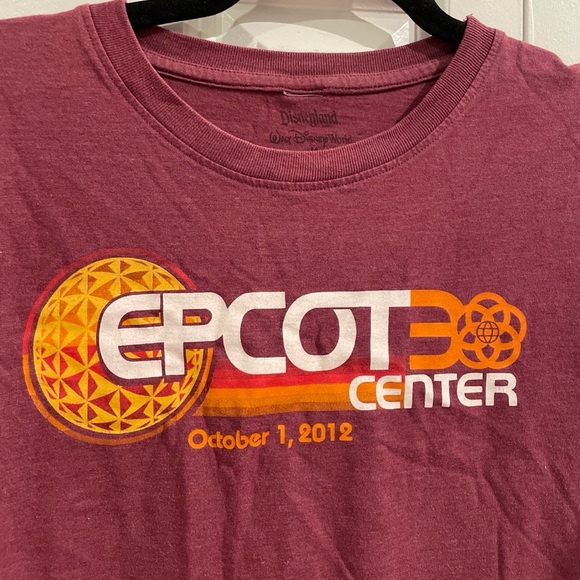 Disneyland
Walt Disney World
EPCOT30
CENTER
October 1, 2012